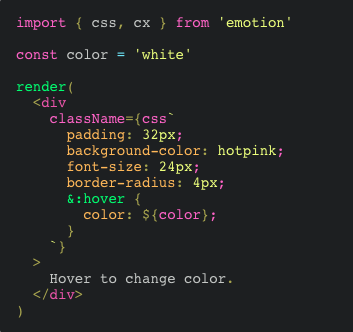 import { css, cx } from 'emotion'

const color = 'white'

render(
  <div
    className={css`
      padding: 32px;
      background-color: hotpink;
      font-size: 24px;
      border-radius: 4px;
      &:hover {
        color: ${color};
      }
    `}
  >
    Hover to change color.
  </div>
)